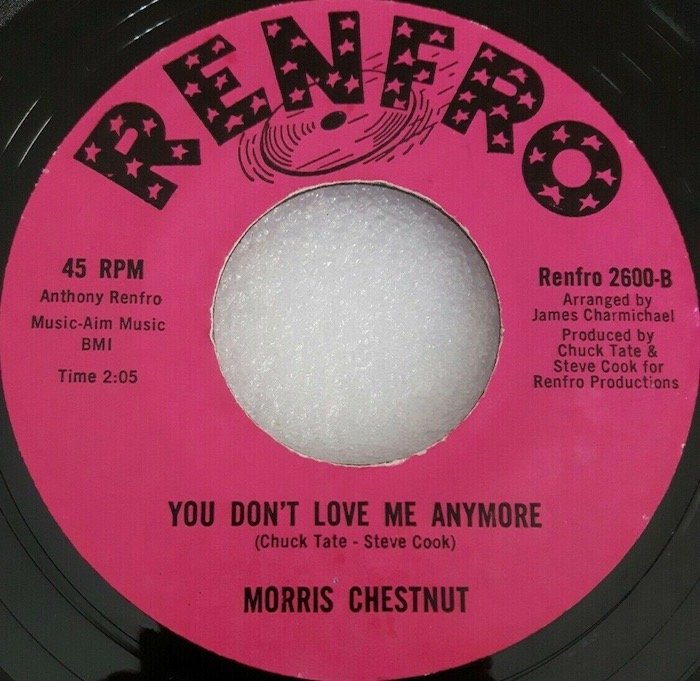 RENFRO
45 RPM
Anthony Renfro
Music-Aim Music
BMI
Time 2:05
Renfro 2600-B
Arranged by
James Charmichael
Produced by
Chuck Tate &
Steve Cook for
Renfro Productions
YOU DON'T LOVE ME ANYMORE
(Chuck Tate - Steve Cook)
MORRIS CHESTNUT